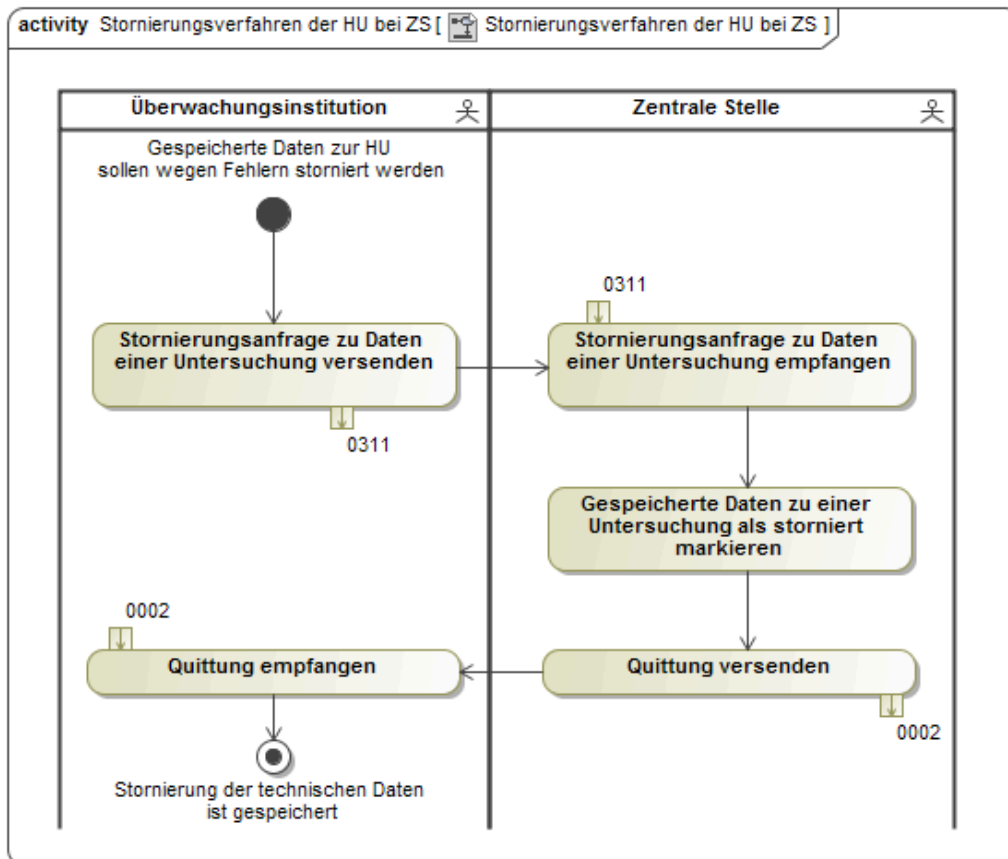 activity Stornierungsverfahren der HU bei ZS [ Stornierungsverfahren der HU bei ZS ]
Überwachungsinstitution
Zentrale Stelle
Gespeicherte Daten zur HU
sollen wegen Fehlern storniert werden
0311
Stornierungsanfrage zu Daten
einer Untersuchung versenden
Stornierungsanfrage zu Daten
einer Untersuchung empfangen
0311
Gespeicherte Daten zu einer
Untersuchung als storniert
markieren
0002
Quittung empfangen
Quittung versenden
0002
Stornierung der technischen Daten
ist gespeichert